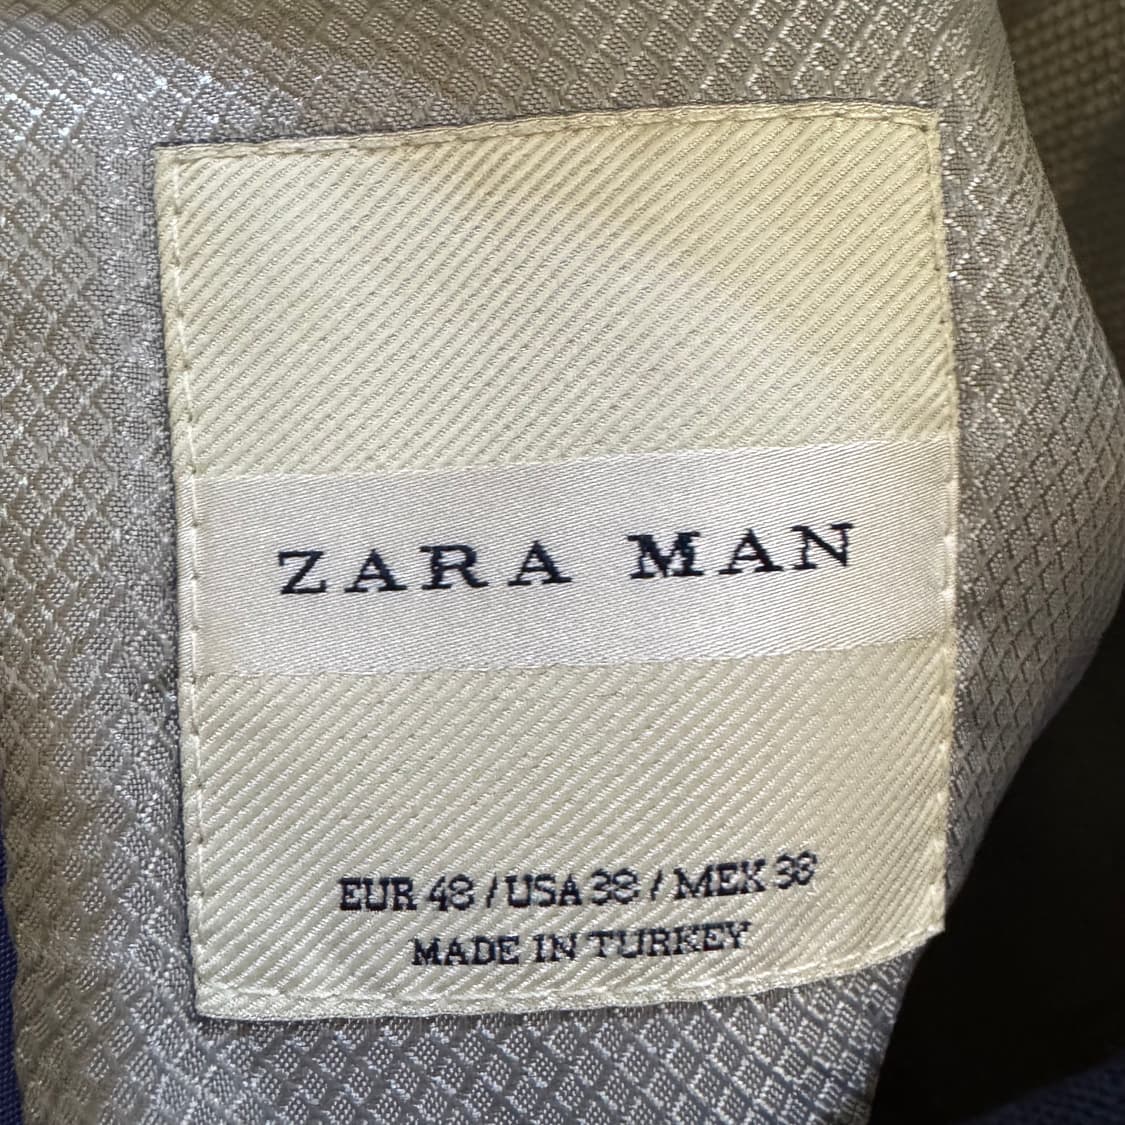 ZARA MAN
EUR 48 / USA 38 / MEX 38
MADE IN TURKEY